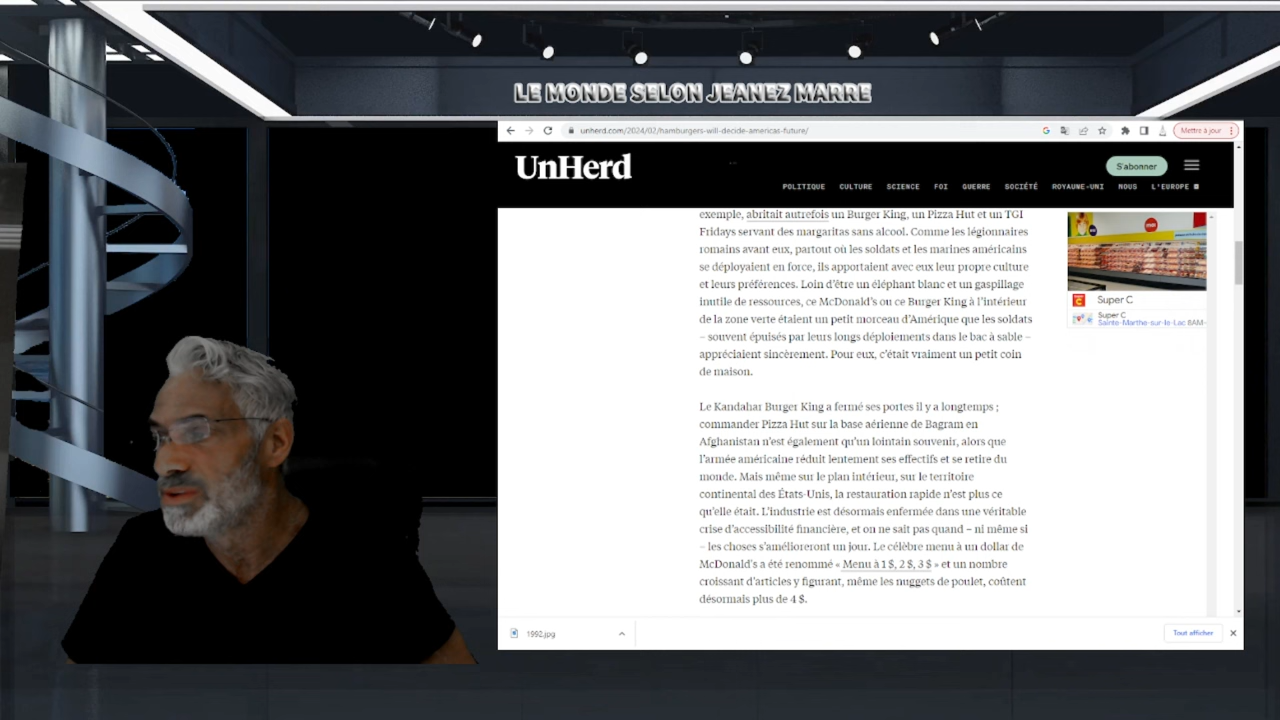 LE MONDE SELON JEANEZ MARRE
unherd.com/2024/02/hamburgers-will-decide-americas-future/
Mettre à jour
UnHerd
S'abonner
POLITIQUE CULTURE SCIENCE FOI GUERRE SOCIÉTÉ ROYAUME-UNI NOUS L'EUROPE
exemple, abritait autrefois un Burger King, un Pizza Hut et un TGI
Fridays servant des margaritas sans alcool. Comme les légionnaires
romains avant eux, partout où les soldats et les marines américains
se déployaient en force, ils apportaient avec eux leur propre culture
et leurs préférences. Loin d'être un éléphant blanc et un gaspillage
inutile de ressources, ce McDonald's ou ce Burger King à l'intérieur
de la zone verte étaient un petit morceau d'Amérique que les soldats
– souvent épuisés par leurs longs déploiements dans le bac à sable –
appréciaient sincèrement. Pour eux, c'était vraiment un petit coin
de maison.
Le Kandahar Burger King a fermé ses portes il y a longtemps ;
commander Pizza Hut sur la base aérienne de Bagram en
Afghanistan n'est également qu'un lointain souvenir, alors que
l'armée américaine réduit lentement ses effectifs et se retire du
monde. Mais même sur le plan intérieur, sur le territoire
continental des États-Unis, la restauration rapide n'est plus ce
qu'elle était. L'industrie est désormais enfermée dans une véritable
crise d'accessibilité financière, et on ne sait pas quand – ni même si
– les choses s'amélioreront un jour. Le célèbre menu à un dollar de
McDonald's a été renommé « Menu à 1 $, 2 $, 3 $ » et un nombre
croissant d'articles y figurant, même les nuggets de poulet, coûtent
désormais plus de 4 $.
Super C
Super C
Sainte-Marthe-sur-le-Lac 8AM-
1992.jpg
Tout afficher